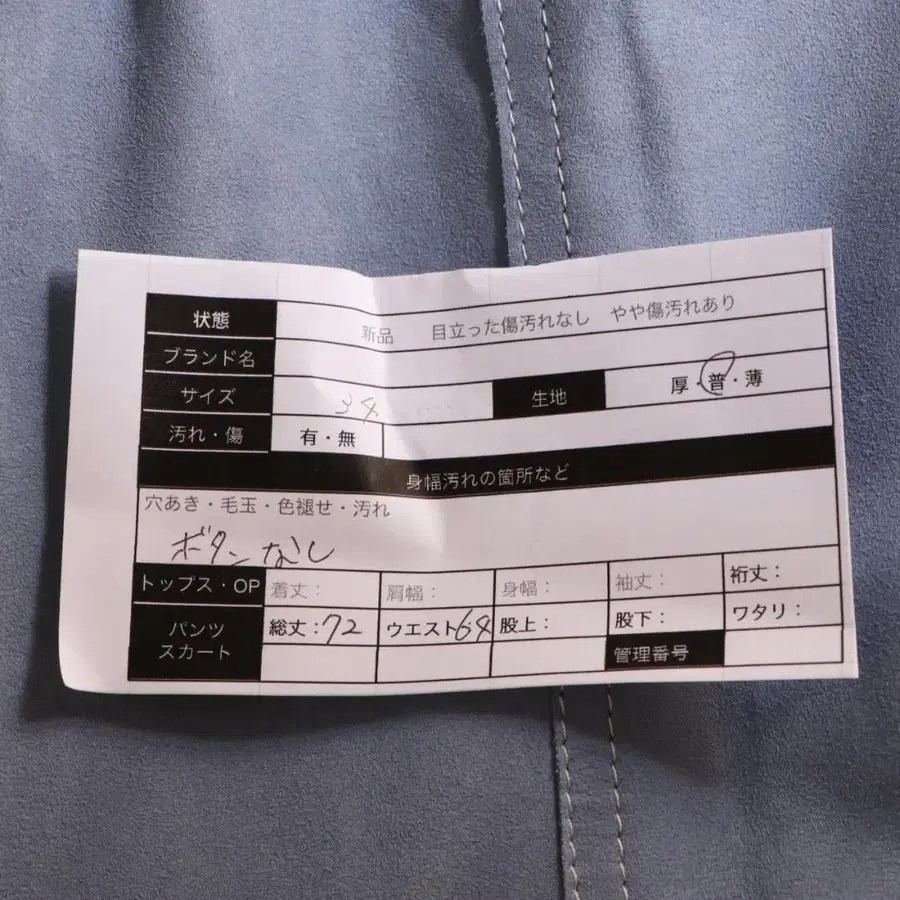 状態 新品 目立った傷汚れなし やや傷汚れあり
ブランド名
サイズ 34 生地 厚・普・薄
汚れ・傷 有・無
身幅汚れの箇所など
穴あき・毛玉・色褪せ・汚れ
ボタンなし
トップス・OP 着丈： 肩幅： 身幅： 袖丈： 裄丈：
パンツ スカート 総丈：72 ウエスト64 股上： 股下： ワタリ：
管理番号